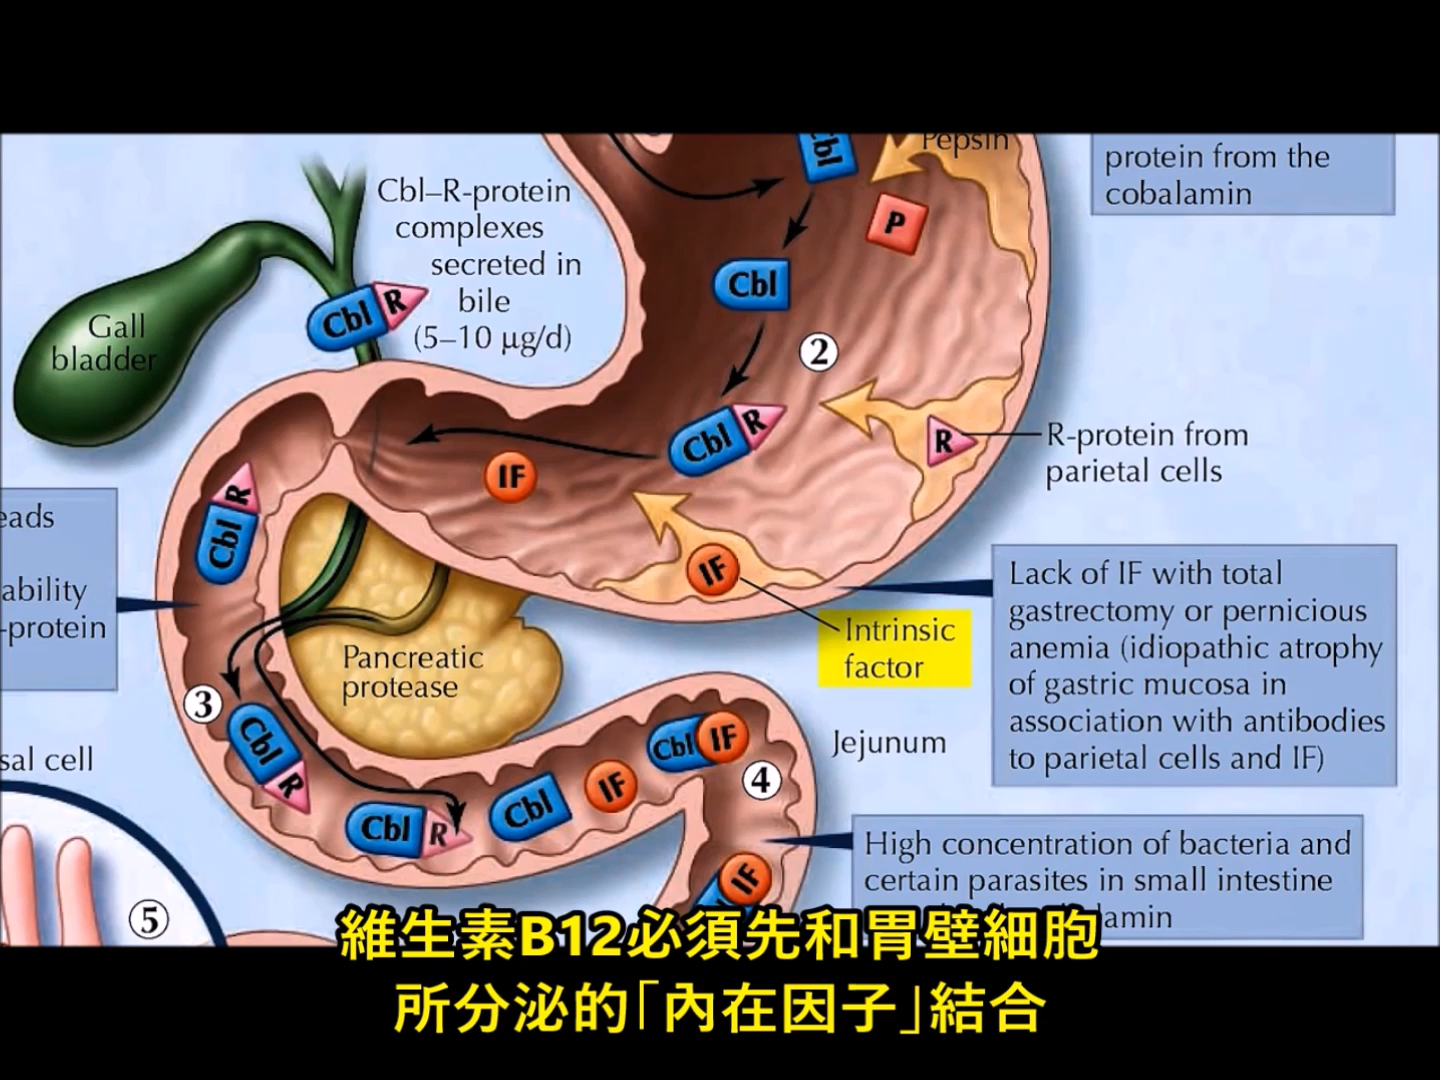 Pepsin
protein from the
cobalamin
Cbl–R-protein
complexes
secreted in
bile
(5–10 µg/d)
Cbl
P
Cbl
Gall
bladder
Cbl R
2
Cbl R
R
R-protein from
parietal cells
IF
R
Cbl
IF
Lack of IF with total
gastrectomy or pernicious
anemia (idiopathic atrophy
of gastric mucosa in
association with antibodies
to parietal cells and IF)
Intrinsic
factor
ability
-protein
Pancreatic
protease
3
Cbl
R
Cbl R
Cbl
IF
Cbl IF
4
Jejunum
sal cell
High concentration of bacteria and
certain parasites in small intestine
IF
5
維生素B12必須先和胃壁細胞
所分泌的「內在因子」結合